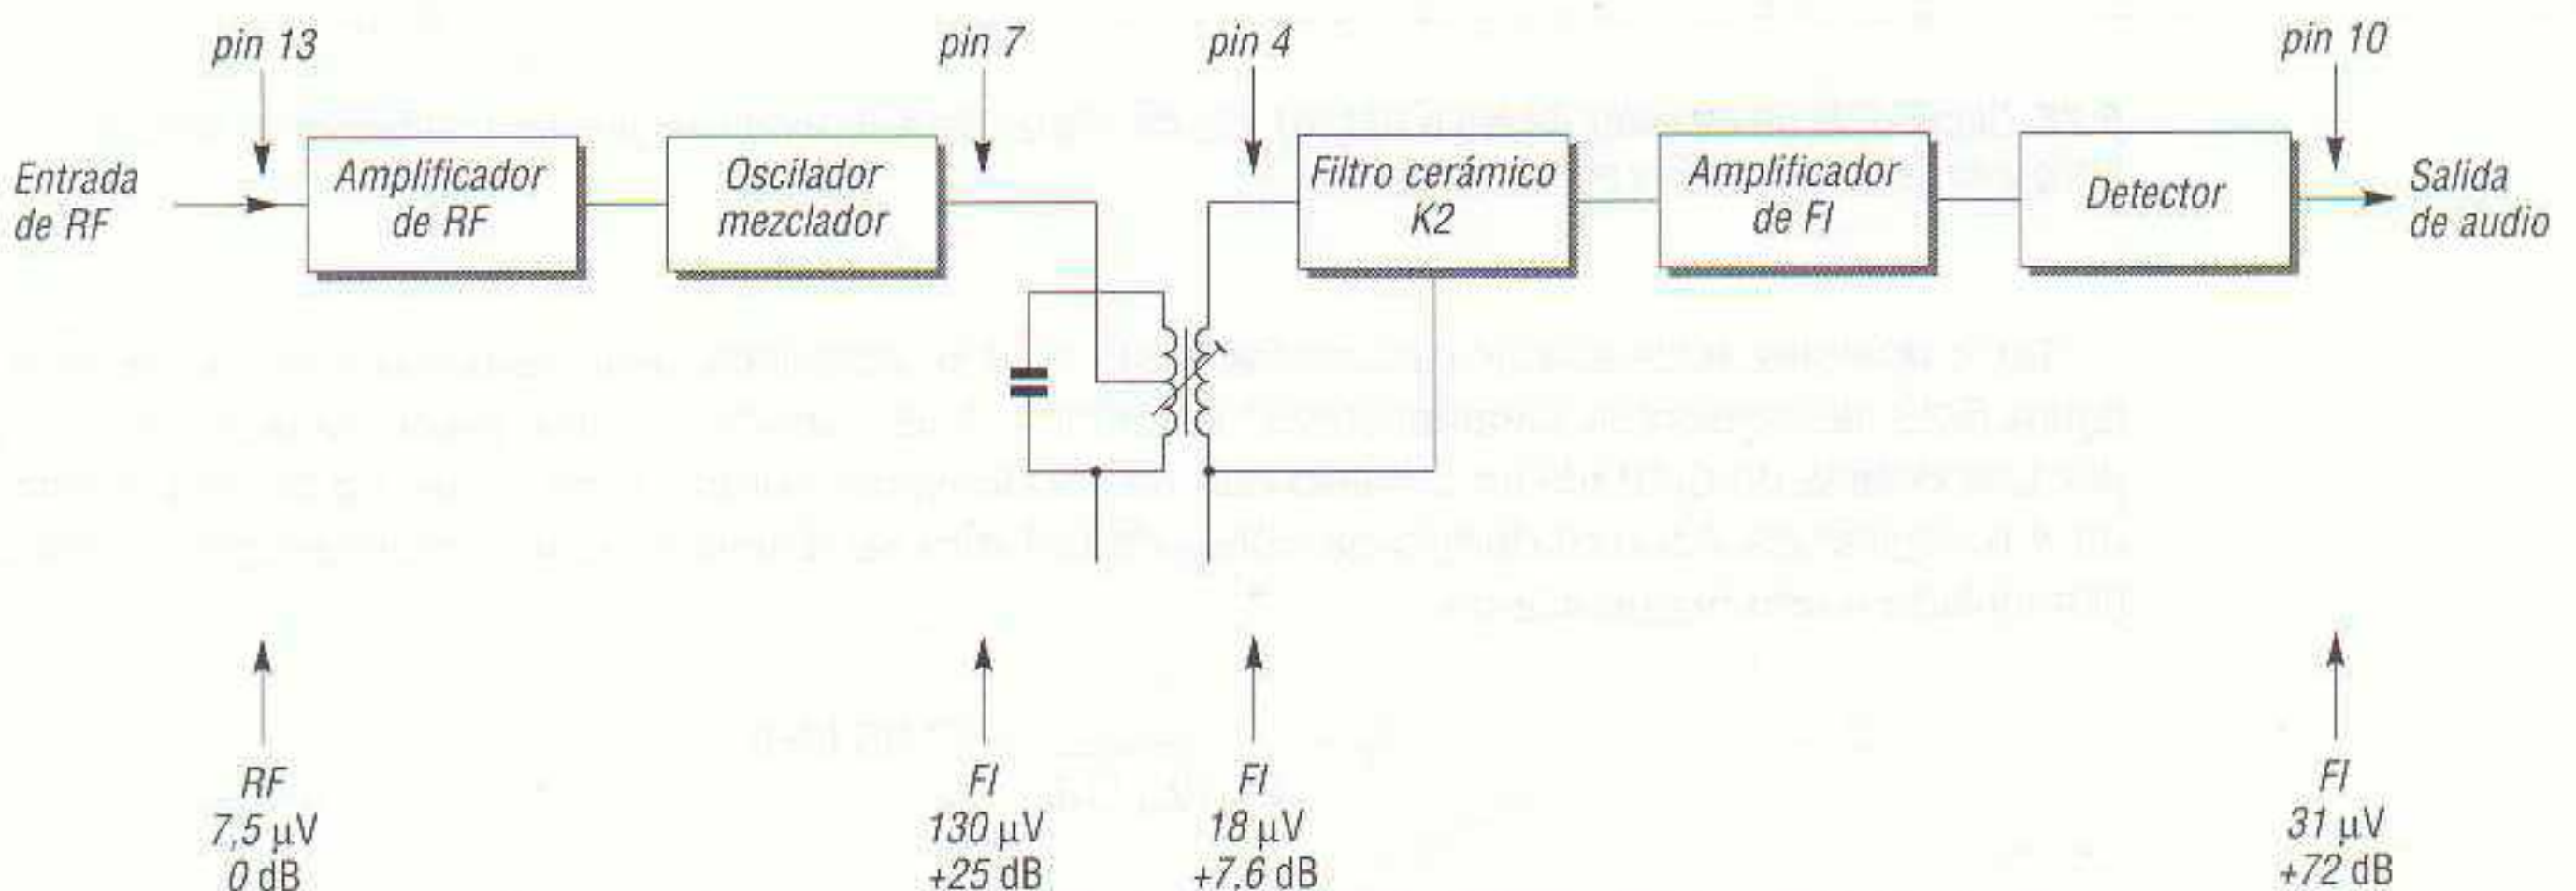 pin 13
pin 7
pin 4
pin 10
Entrada
de RF
Amplificador
de RF
Oscilador
mezclador
Filtro cerámico
K2
Amplificador
de FI
Detector
Salida
de audio
RF
7,5 µV
0 dB
FI
130 µV
+25 dB
FI
18 µV
+7,6 dB
FI
31 µV
+72 dB